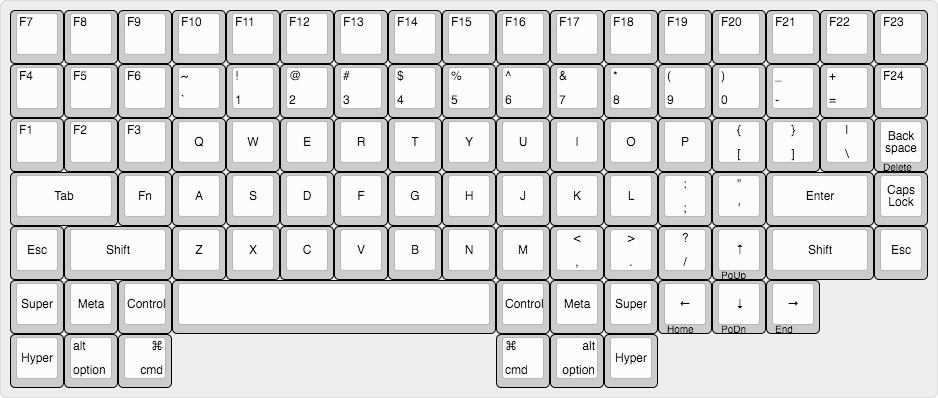 F7 F8 F9 F10 F11 F12 F13 F14 F15 F16 F17 F18 F19 F20 F21 F22 F23
F4 F5 F6 ~ ! @ # $ % ^ & * ( ) _ + F24
` 1 2 3 4 5 6 7 8 9 0 - =
F1 F2 F3 Q W E R T Y U I O P { } | Back
[ ] \ space
Delete
Tab Fn A S D F G H J K L : " Enter Caps
; ' Lock
Esc Shift Z X C V B N M < > ? ↑ Shift Esc
, . /
PgUp
Super Meta Control Control Meta Super ← ↓ →
Home PgDn End
Hyper alt ⌘ ⌘ alt Hyper
option cmd cmd option